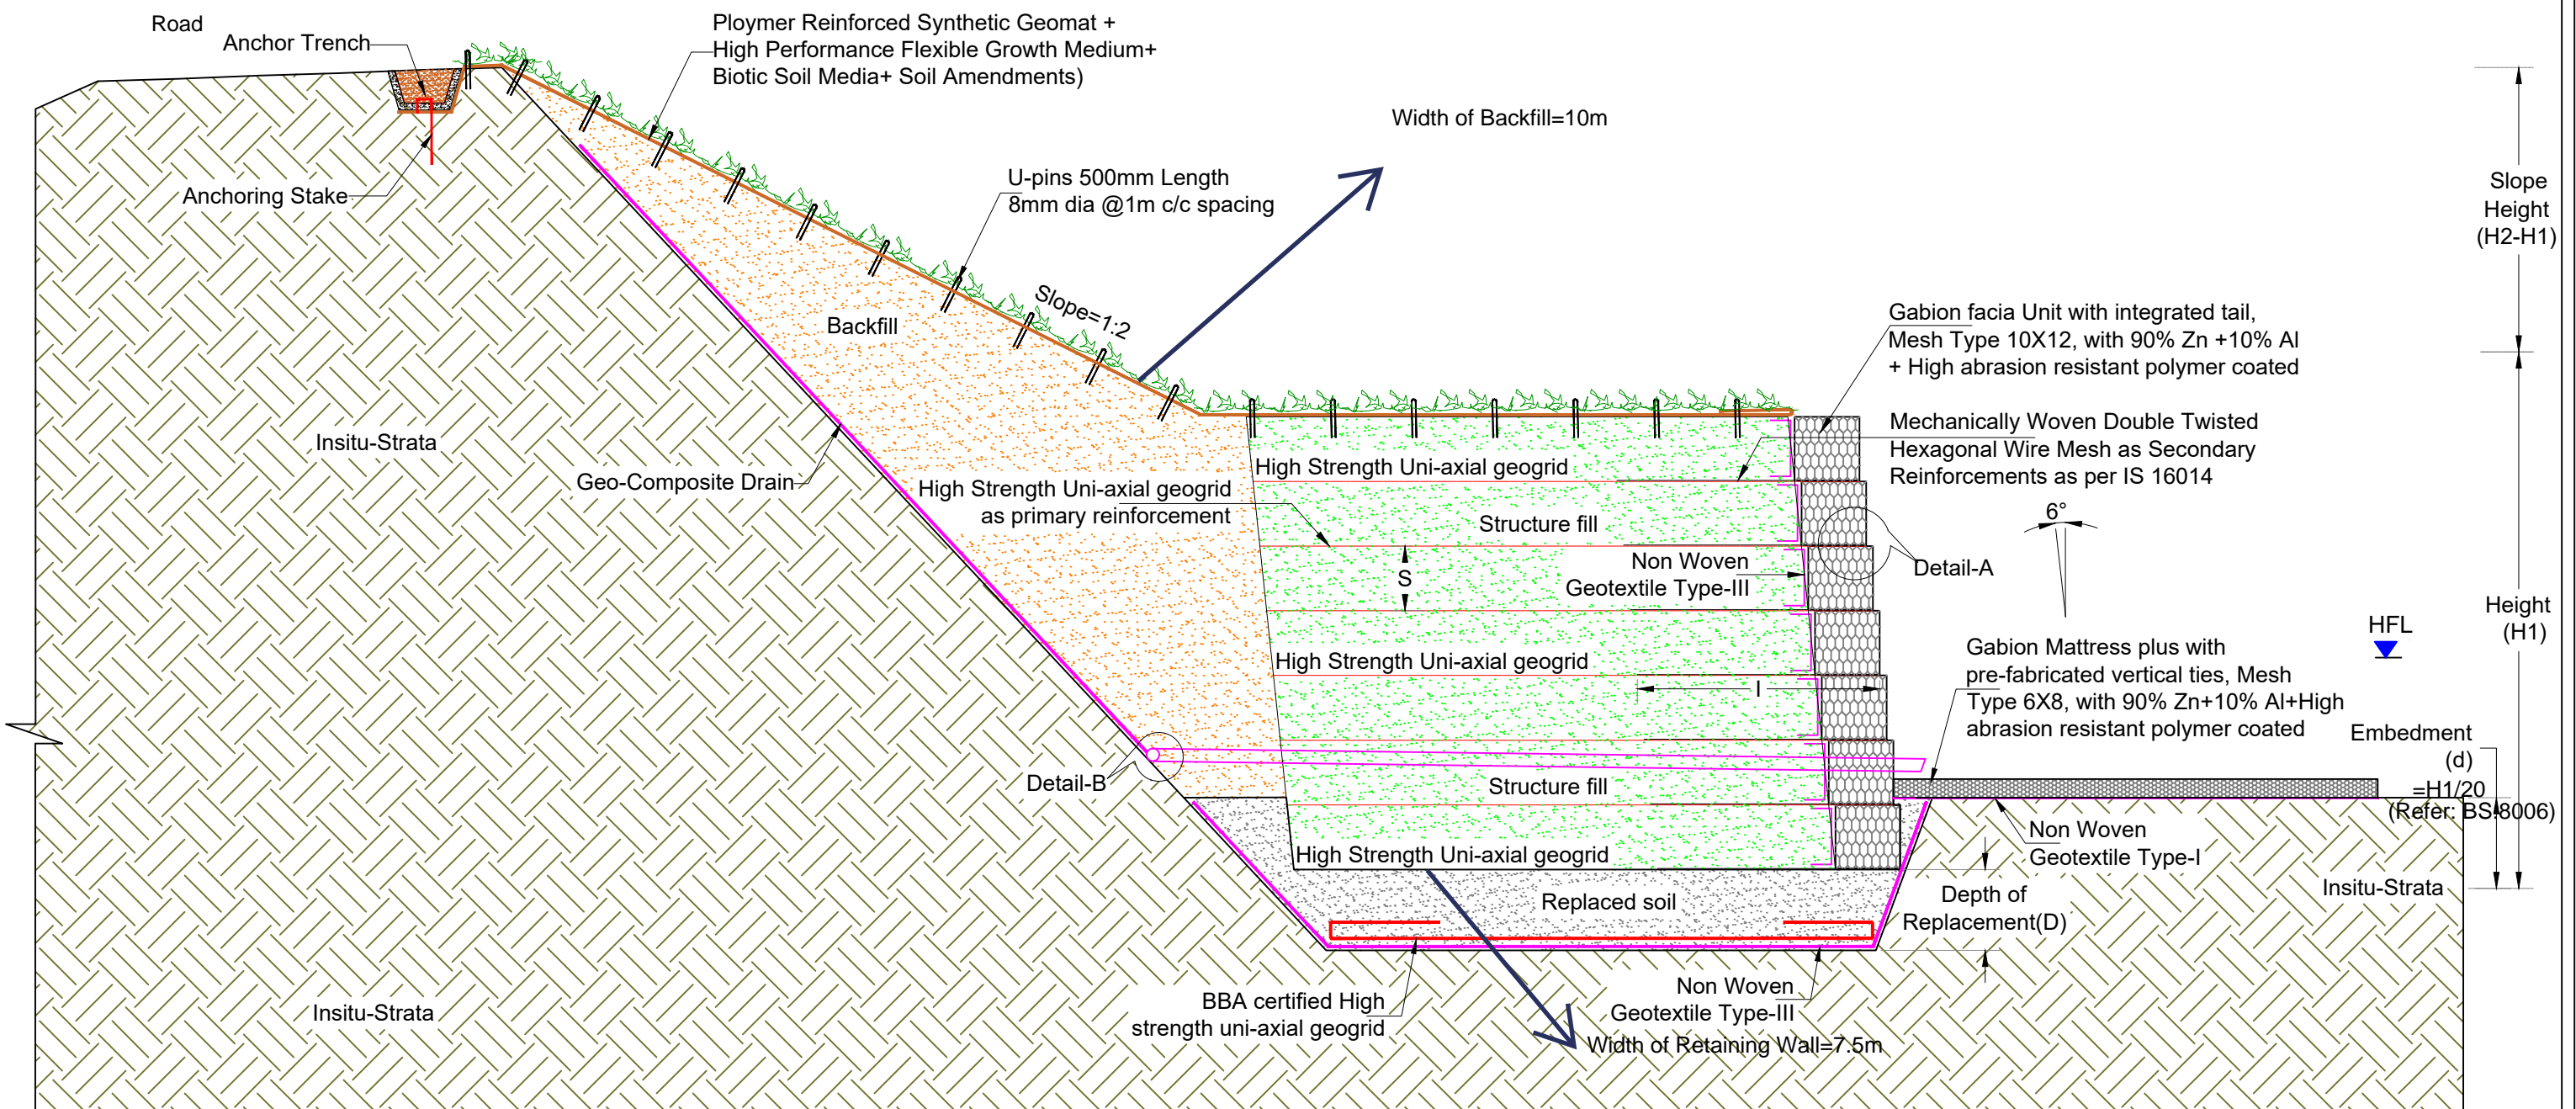 Road
Anchor Trench
Ploymer Reinforced Synthetic Geomat +
High Performance Flexible Growth Medium+
Biotic Soil Media+ Soil Amendments)
Width of Backfill=10m
Anchoring Stake
U-pins 500mm Length
8mm dia @1m c/c spacing
Slope
Height
(H2-H1)
Slope=1:2
Backfill
Gabion facia Unit with integrated tail,
Mesh Type 10X12, with 90% Zn +10% Al
+ High abrasion resistant polymer coated
Insitu-Strata
Geo-Composite Drain
High Strength Uni-axial geogrid
Mechanically Woven Double Twisted
Hexagonal Wire Mesh as Secondary
Reinforcements as per IS 16014
High Strength Uni-axial geogrid
as primary reinforcement
Structure fill
6°
S
Non Woven
Geotextile Type-III
Detail-A
Height
(H1)
HFL
High Strength Uni-axial geogrid
l
Gabion Mattress plus with
pre-fabricated vertical ties, Mesh
Type 6X8, with 90% Zn+10% Al+High
abrasion resistant polymer coated
Embedment
(d)
=H1/20
(Refer: BS-8006)
Detail-B
Structure fill
Non Woven
Geotextile Type-I
High Strength Uni-axial geogrid
Replaced soil
Depth of
Replacement(D)
Insitu-Strata
Insitu-Strata
BBA certified High
strength uni-axial geogrid
Non Woven
Geotextile Type-III
Width of Retaining Wall=7.5m